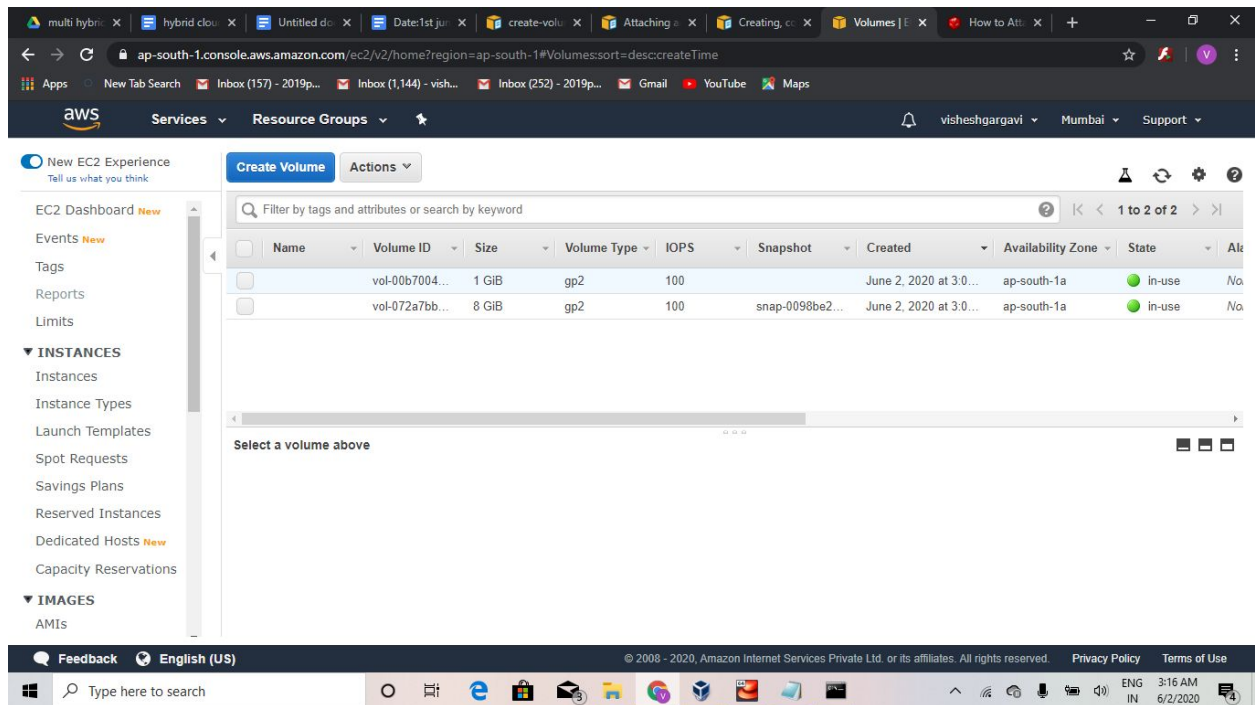 multi hybric
hybrid clou
Untitled do
Date:1st jur
create-volu
Attaching a
Creating, co
Volumes | E
How to Atta
ap-south-1.console.aws.amazon.com/ec2/v2/home?region=ap-south-1#Volumes:sort=desc:createTime
V
Apps
New Tab Search
Inbox (157) - 2019p...
Inbox (1,144) - vish...
Inbox (252) - 2019p...
Gmail
YouTube
Maps
aws
Services
Resource Groups
visheshgargavi
Mumbai
Support
New EC2 Experience
Tell us what you think
EC2 Dashboard New
Events New
Tags
Reports
Limits
INSTANCES
Instances
Instance Types
Launch Templates
Spot Requests
Savings Plans
Reserved Instances
Dedicated Hosts New
Capacity Reservations
IMAGES
AMIs
Create Volume
Actions
Filter by tags and attributes or search by keyword
1 to 2 of 2
Name Volume ID Size Volume Type IOPS Snapshot Created Availability Zone State Ala
vol-00b7004... 1 GiB gp2 100 June 2, 2020 at 3:0... ap-south-1a in-use No
vol-072a7bb... 8 GiB gp2 100 snap-0098be2... June 2, 2020 at 3:0... ap-south-1a in-use No
Select a volume above
Feedback
English (US)
© 2008 - 2020, Amazon Internet Services Private Ltd. or its affiliates. All rights reserved.
Privacy Policy
Terms of Use
Type here to search
3
V
ENG
IN
3:16 AM
6/2/2020
4